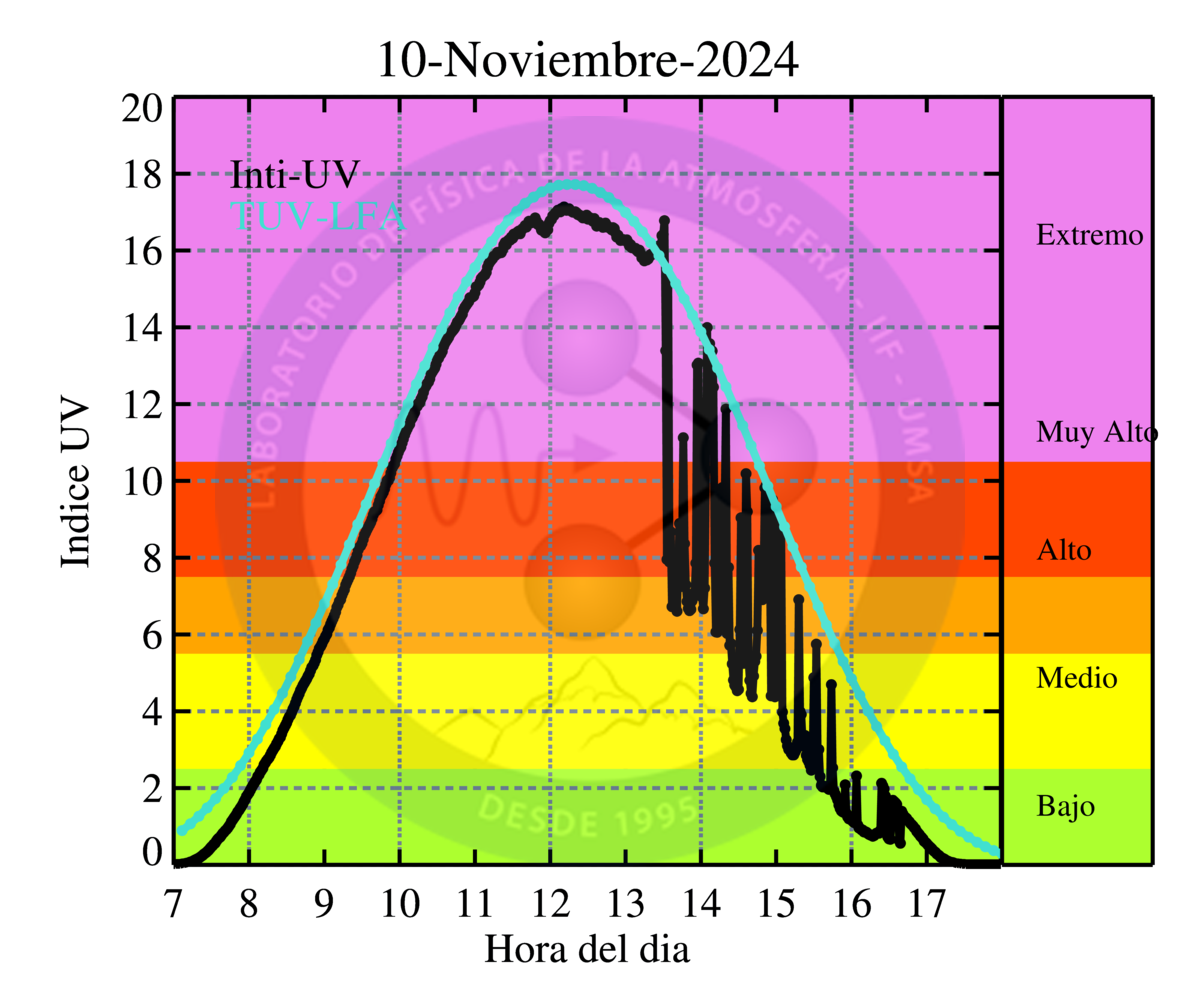 10-Noviembre-2024
20
18
16
14
12
10
8
6
4
2
0
Indice UV
Inti-UV
TUV-LFA
LABORATORIO DE FÍSICA DE LA ATMÓSFERA - IIF - UMSA
DESDE 1995
Extremo
Muy Alto
Alto
Medio
Bajo
7 8 9 10 11 12 13 14 15 16 17
Hora del dia